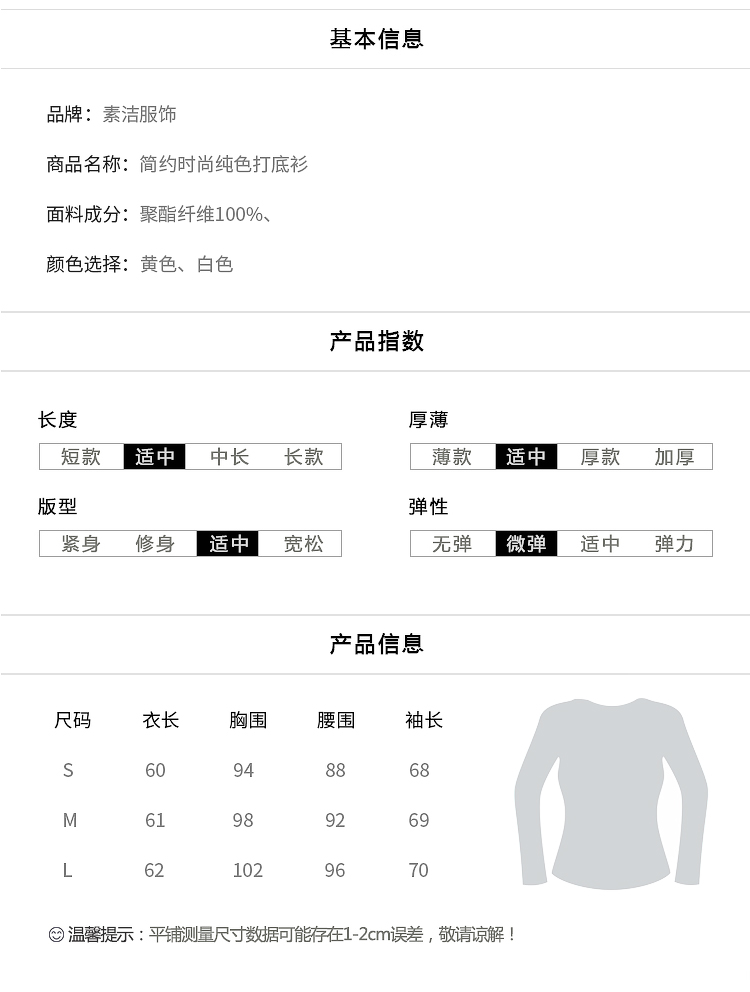 基本信息
品牌：素洁服饰
商品名称：简约时尚纯色打底衫
面料成分：聚酯纤维100%、
颜色选择：黄色、白色
产品指数
长度
短款 适中 中长 长款
厚薄
薄款 适中 厚款 加厚
版型
紧身 修身 适中 宽松
弹性
无弹 微弹 适中 弹力
产品信息
尺码 衣长 胸围 腰围 袖长
S 60 94 88 68
M 61 98 92 69
L 62 102 96 70
😊 温馨提示：平铺测量尺寸数据可能存在1-2cm误差，敬请谅解！